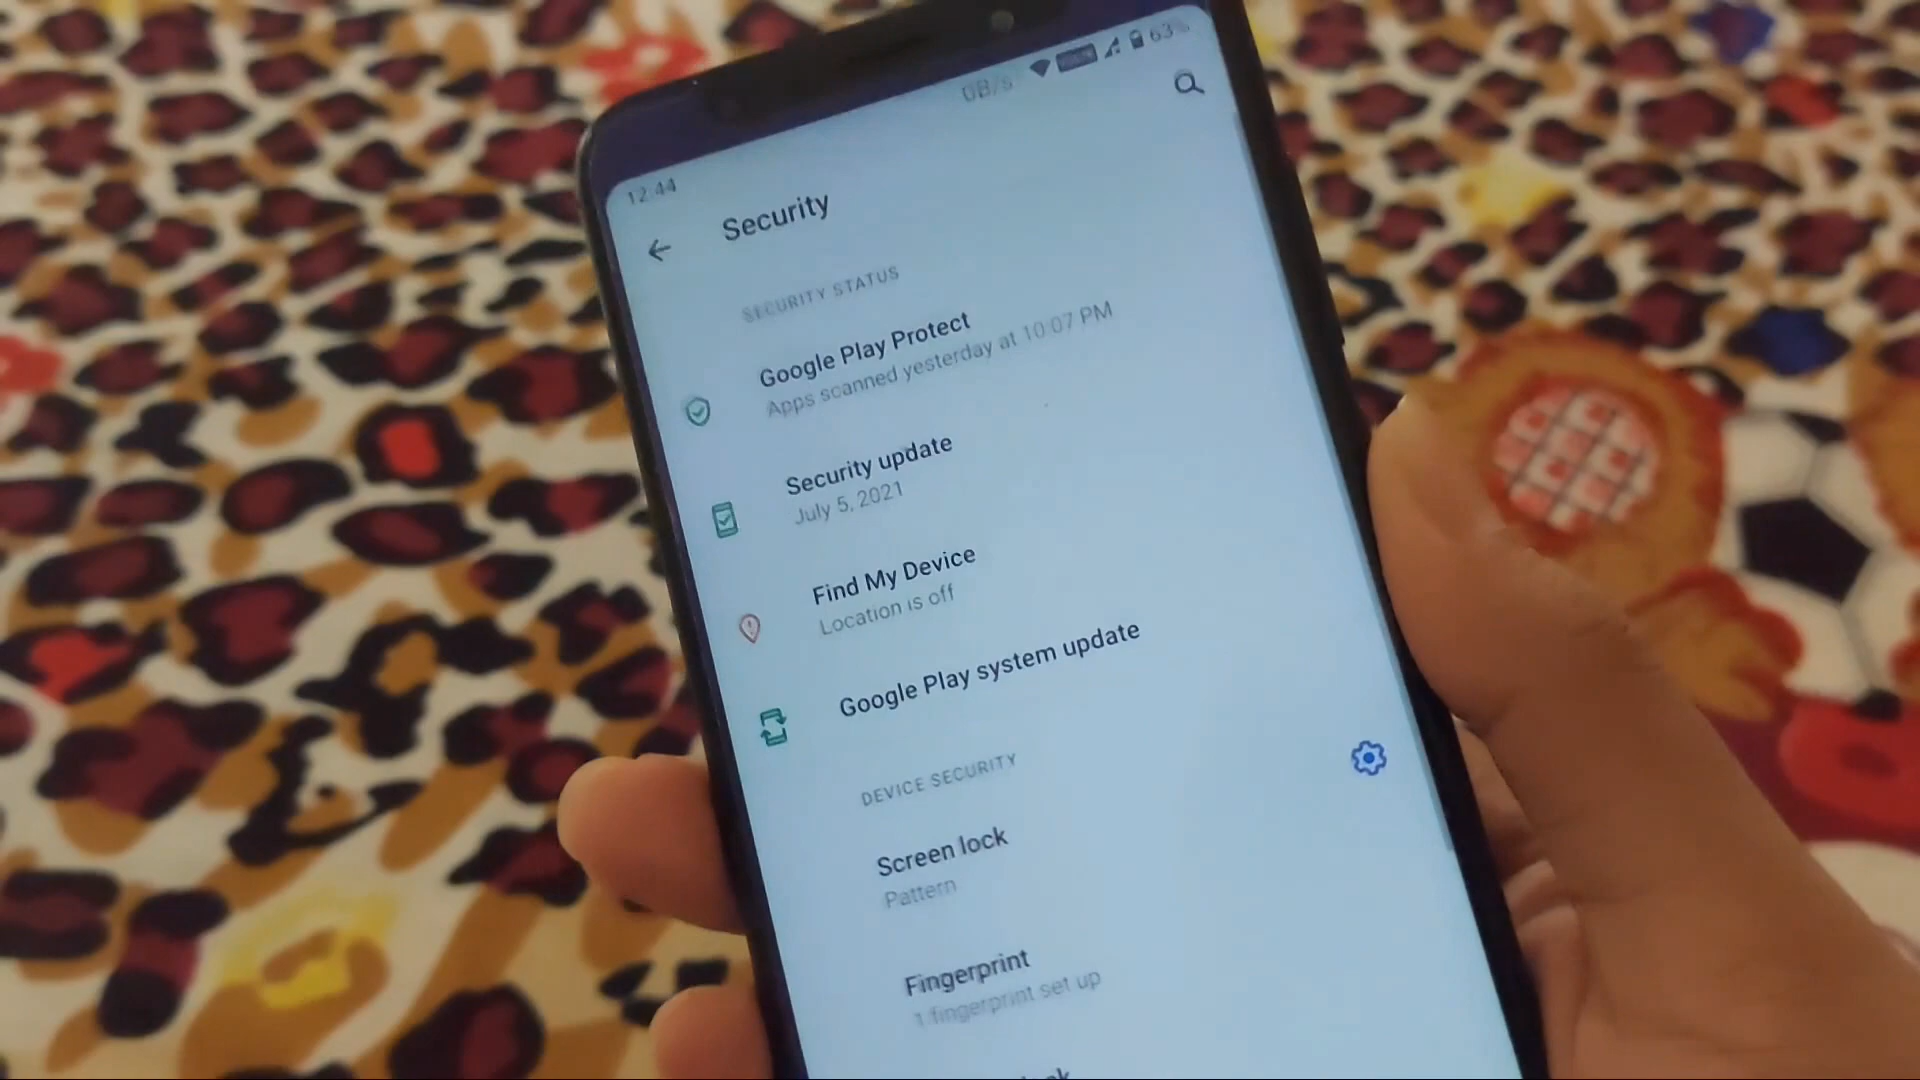 12:44
0B/s
63%
Security
SECURITY STATUS
Google Play Protect
Apps scanned yesterday at 10:07 PM
Security update
July 5, 2021
Find My Device
Location is off
Google Play system update
DEVICE SECURITY
Screen lock
Pattern
Fingerprint
1 fingerprint set up